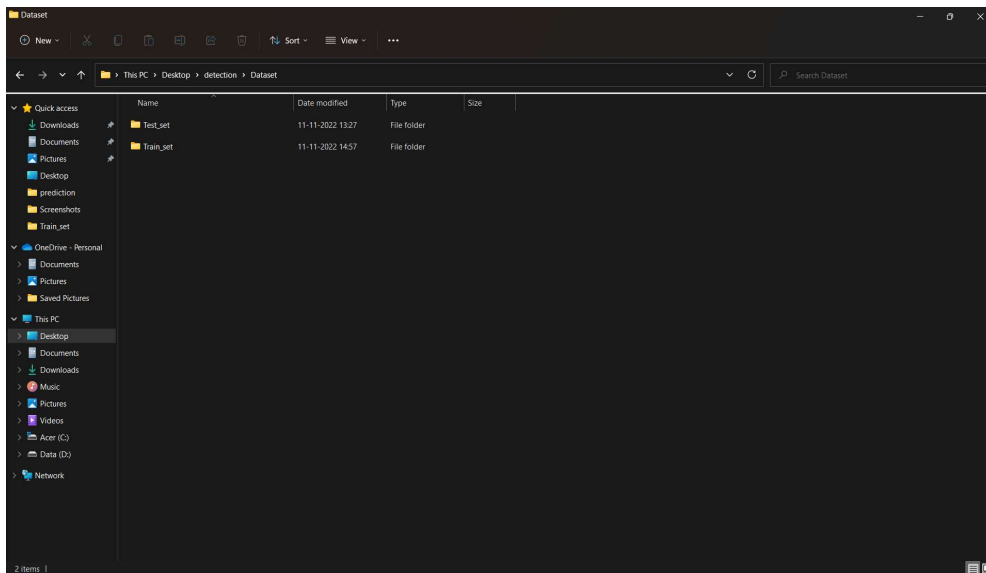 Dataset
New
Sort
View
This PC > Desktop > detection > Dataset
Search Dataset
Name Date modified Type Size
Quick access
Downloads
Documents
Pictures
Desktop
prediction
Screenshots
Train_set
OneDrive - Personal
Documents
Pictures
Saved Pictures
This PC
Desktop
Documents
Downloads
Music
Pictures
Videos
Acer (C:)
Data (D:)
Network
Test_set 11-11-2022 13:27 File folder
Train_set 11-11-2022 14:57 File folder
2 items